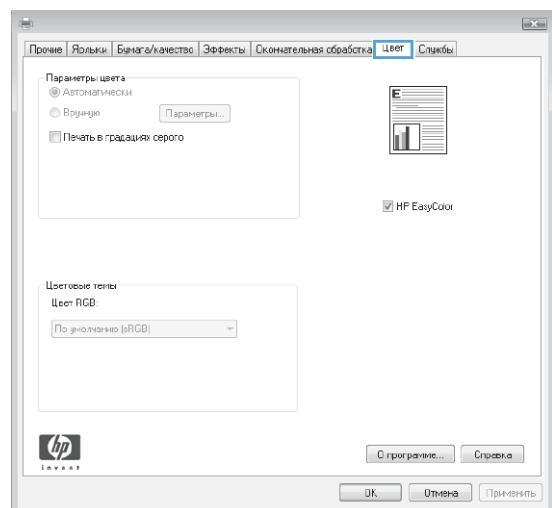 Прочие Ярлыки Бумага/качество Эффекты Окончательная обработка Цвет Службы
Параметры цвета
Автоматически
Вручную Параметры...
Печать в градациях серого
E
HP EasyColor
Цветовые темы
Цвет RGB:
По умолчанию (sRGB)
hp
invent
О программе... Справка
OK Отмена Применить